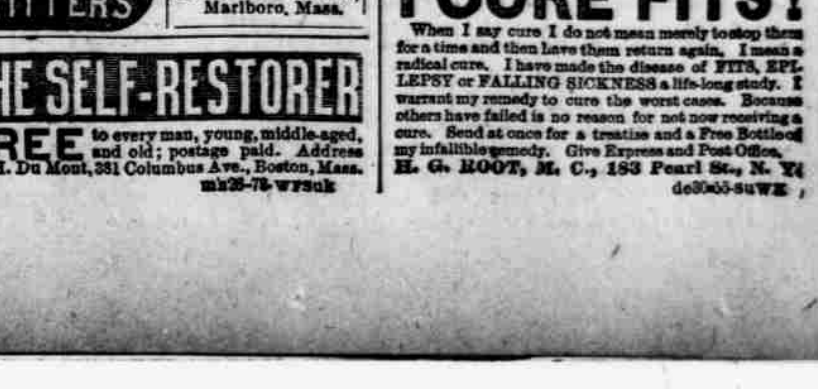 TTERS
Marlboro, Mass.
HE SELF-RESTORER
REE to every man, young, middle-aged,
and old; postage paid. Address
. Du Mont, 381 Columbus Ave., Boston, Mass.
I CURE FITS!
When I say cure I do not mean merely to stop them
for a time and then have them return again. I mean a
radical cure. I have made the disease of FITS, EPI-
LEPSY or FALLING SICKNESS a life-long study. I
warrant my remedy to cure the worst cases. Because
others have failed is no reason for not now receiving a
cure. Send at once for a treatise and a Free Bottle of
my infallible remedy. Give Express and Post Office.
H. G. ROOT, M. C., 183 Pearl St., N. Y.